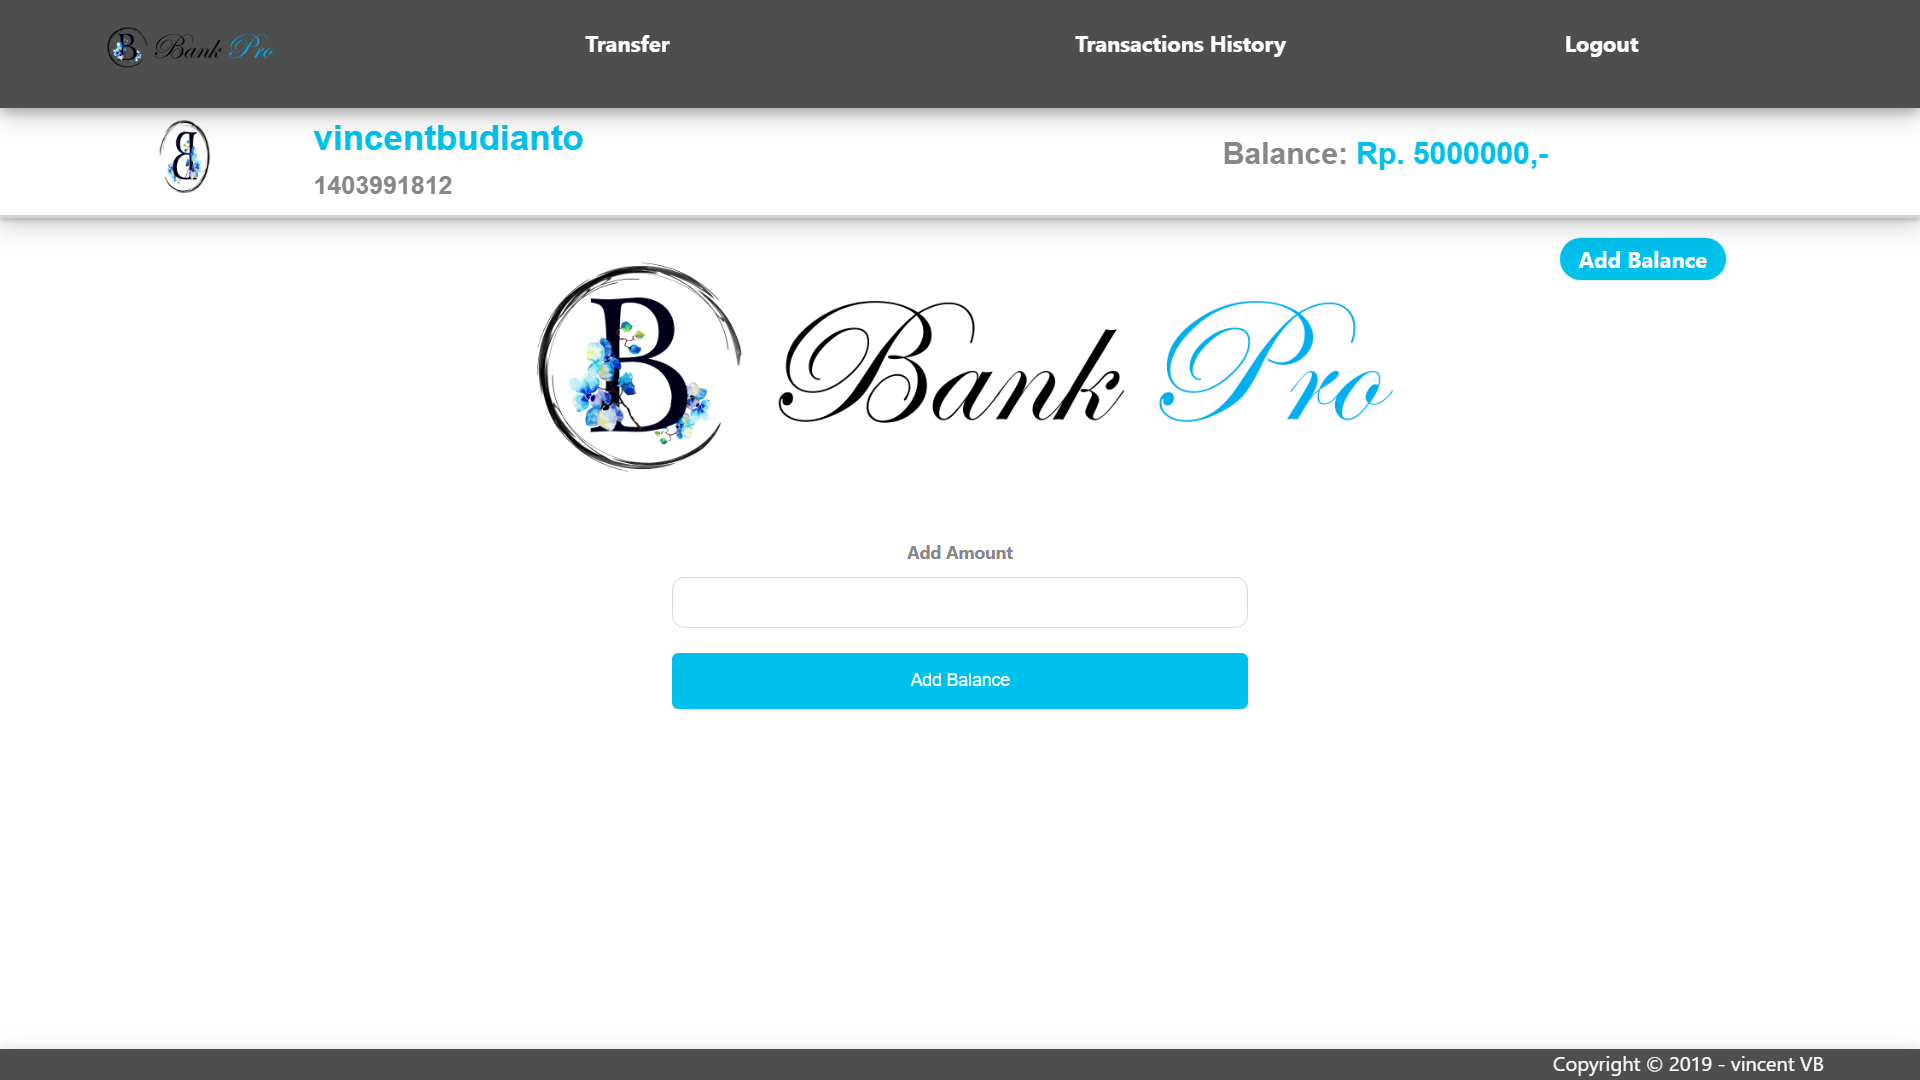 B Bank Pro
Transfer
Transactions History
Logout
B
vincentbudianto
1403991812
Balance: Rp. 5000000,-
Add Balance
B Bank Pro
Add Amount
Add Balance
Copyright © 2019 - vincent VB